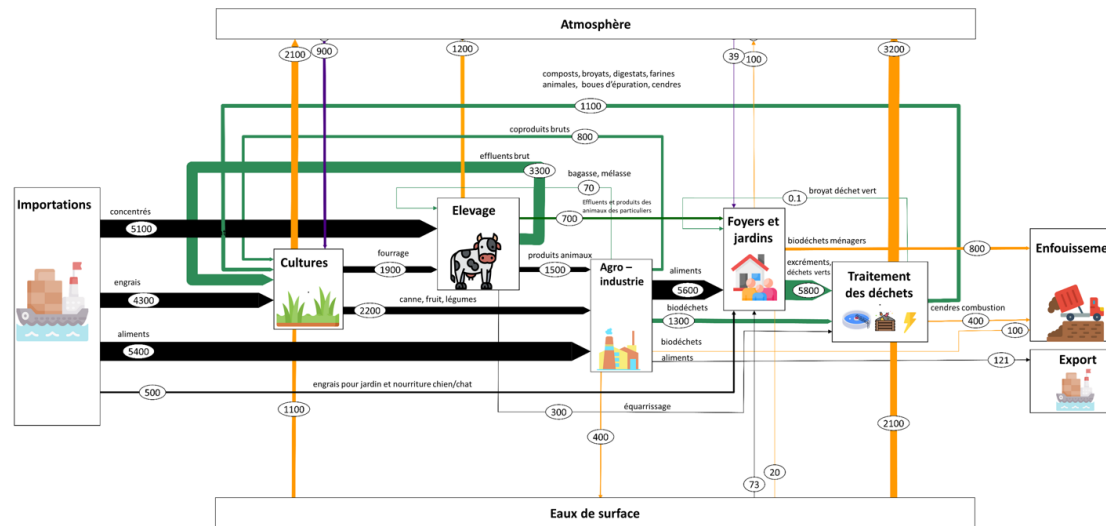 Atmosphère
2100
900
1200
39
100
3200
composts, broyats, digestats, farines
animales, boues d'épuration, cendres
1100
coproduits bruts
800
effluents brut
3300
bagasse, mélasse
70
broyat déchet vert
0.1
Importations
concentrés
5100
Elevage
Effluents et produits des
animaux des particuliers
700
Foyers et
jardins
biodéchets ménagers
800
Enfouisseme
Cultures
fourrage
1900
produits animaux
1500
Agro –
industrie
aliments
5600
excréments,
déchets verts
5800
Traitement
des déchets
engrais
4300
canne, fruit, légumes
2200
biodéchets
1300
cendres combustion
400
100
aliments
5400
biodéchets
aliments
121
Export
engrais pour jardin et nourriture chien/chat
500
1100
300
équarrissage
400
2100
20
73
Eaux de surface